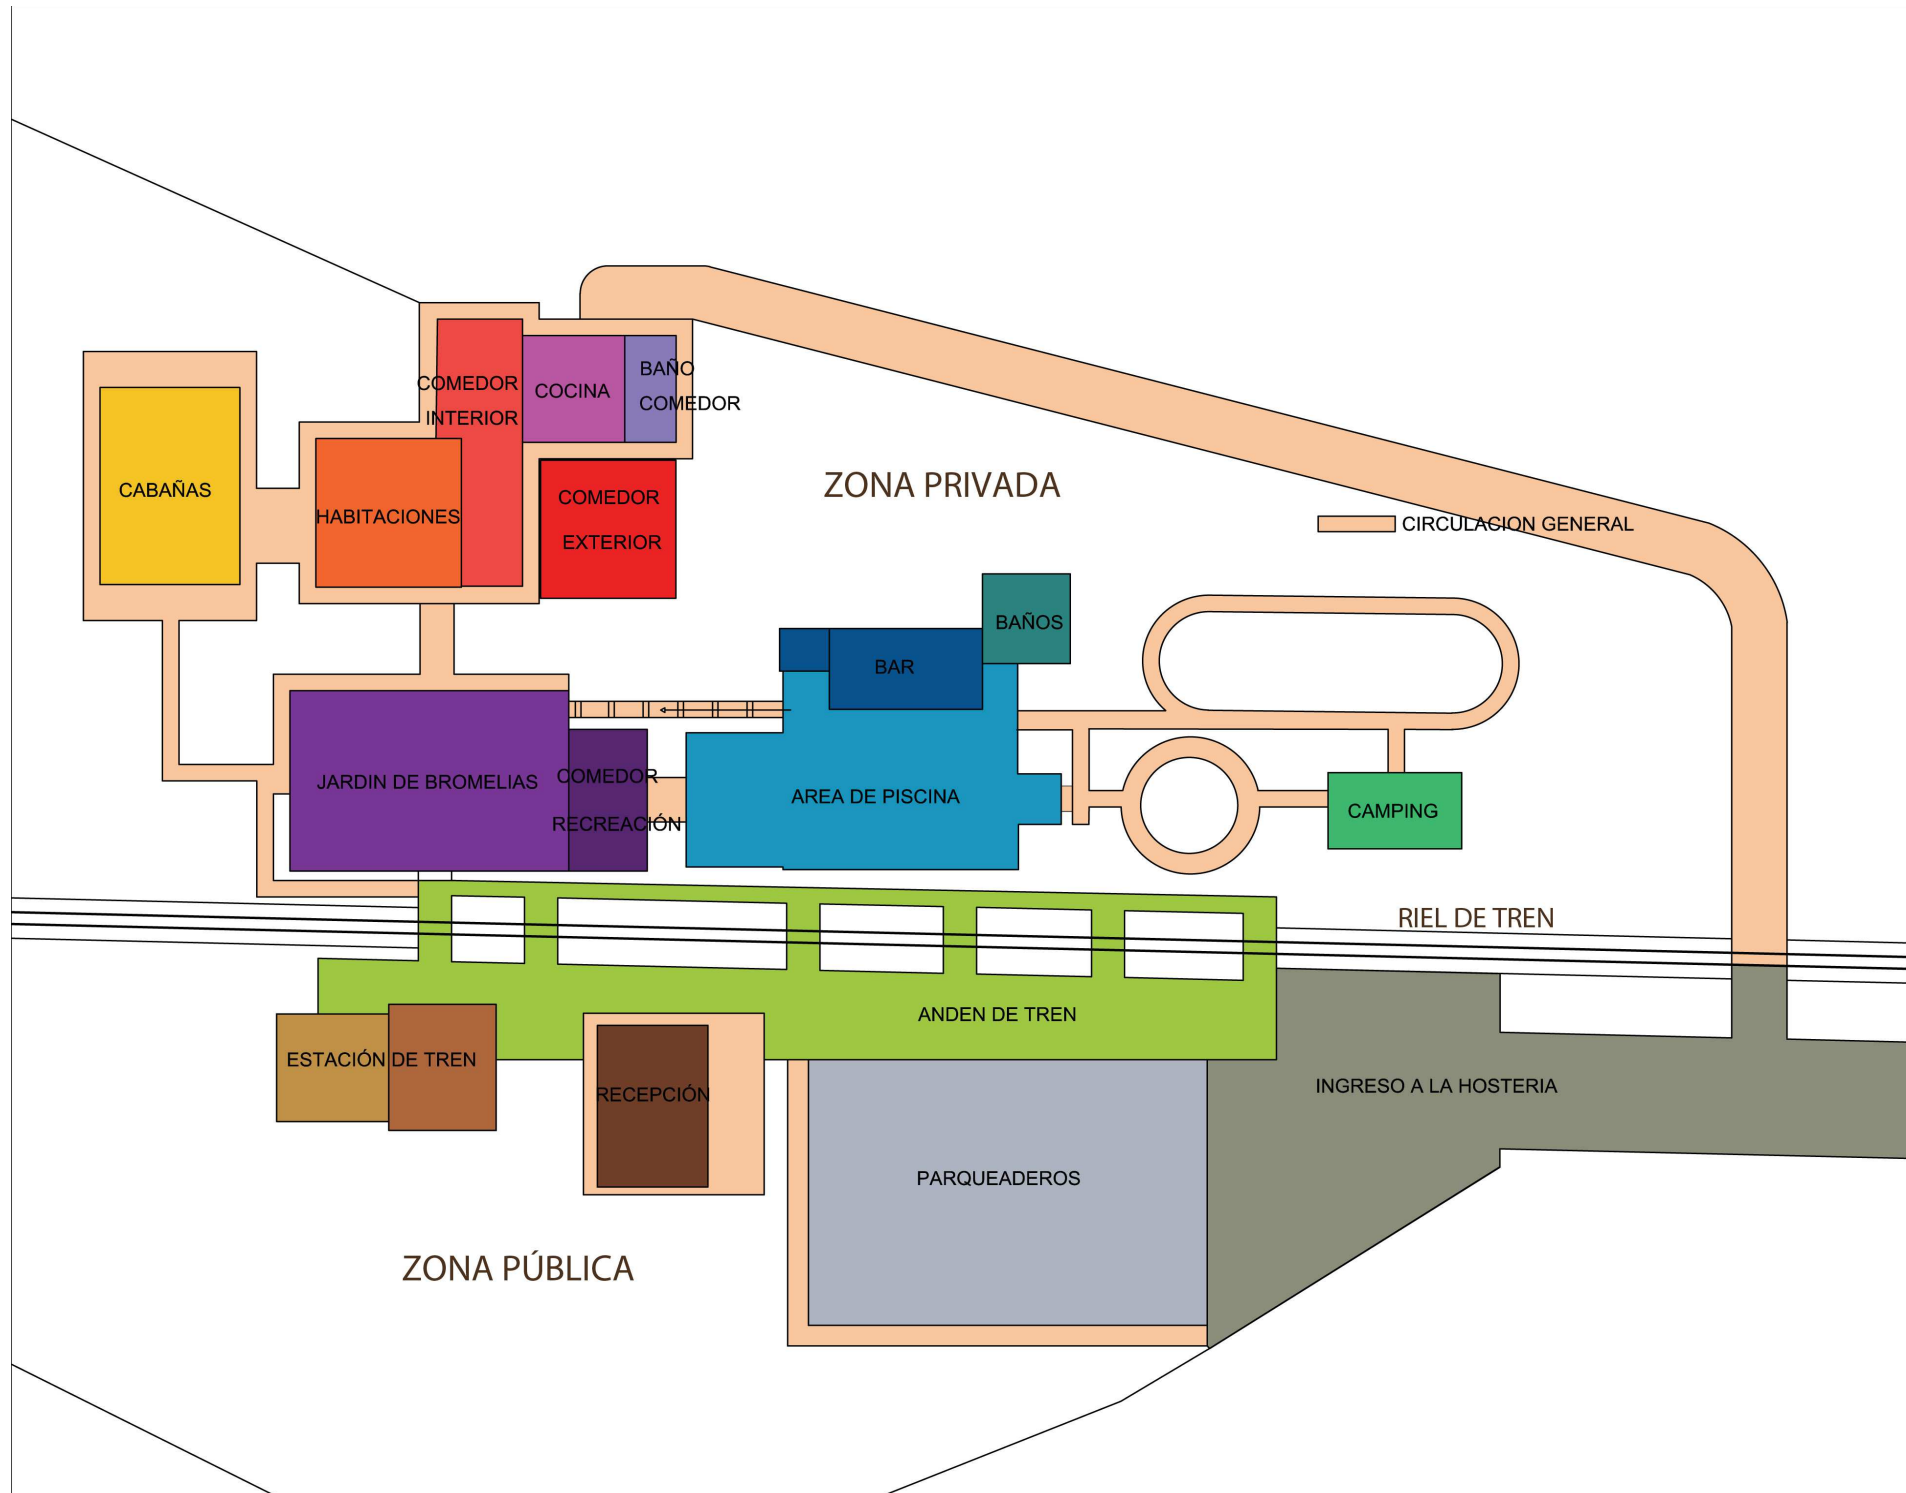 COMEDOR
INTERIOR
COCINA
BAÑO
COMEDOR
CABAÑAS
HABITACIONES
COMEDOR
EXTERIOR
ZONA PRIVADA
CIRCULACION GENERAL
BAÑOS
BAR
JARDIN DE BROMELIAS
COMEDOR
RECREACIÓN
AREA DE PISCINA
CAMPING
RIEL DE TREN
ANDEN DE TREN
ESTACIÓN DE TREN
RECEPCIÓN
INGRESO A LA HOSTERIA
PARQUEADEROS
ZONA PÚBLICA